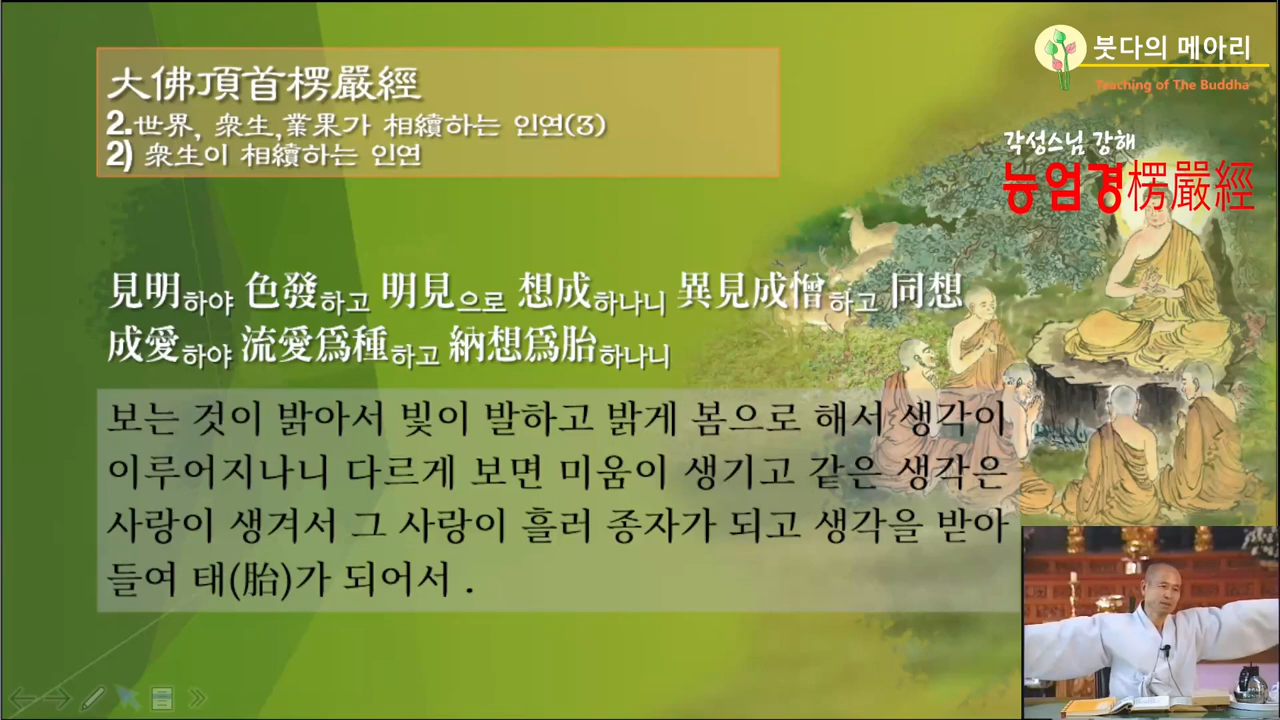 大佛頂首楞嚴經
2.世界, 衆生,業果가 相續하는 인연(3)
2) 衆生이 相續하는 인연
붓다의 메아리
Teaching of The Buddha
각성스님 강해
능엄경楞嚴經
見明하야 色發하고 明見으로 想成하나니 異見成憎하고 同想
成愛하야 流愛爲種하고 納想爲胎하나니
보는 것이 밝아서 빛이 발하고 밝게 봄으로 해서 생각이
이루어지나니 다르게 보면 미움이 생기고 같은 생각은
사랑이 생겨서 그 사랑이 흘러 종자가 되고 생각을 받아
들여 태(胎)가 되어서 .